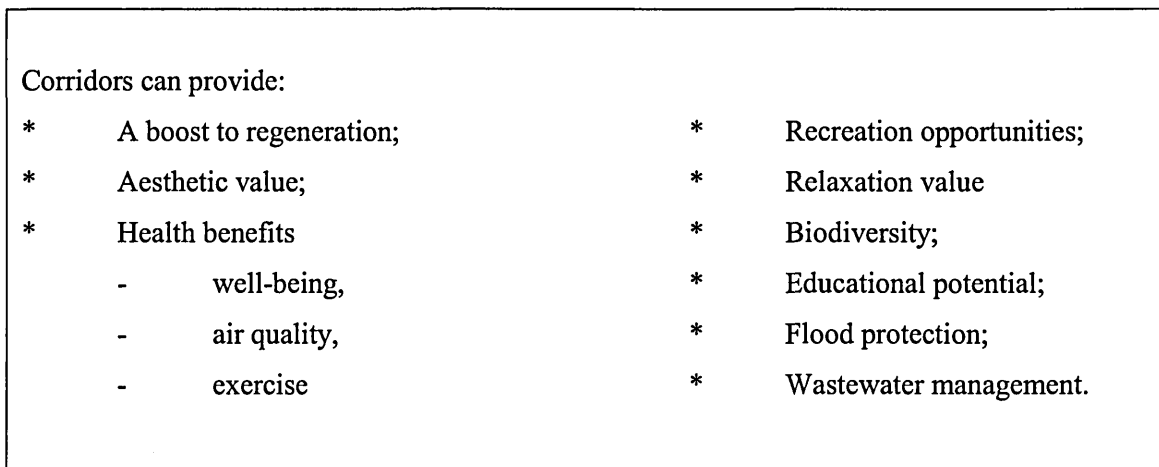 Corridors can provide:
* A boost to regeneration;
* Aesthetic value;
* Health benefits
- well-being,
- air quality,
- exercise
* Recreation opportunities;
* Relaxation value
* Biodiversity;
* Educational potential;
* Flood protection;
* Wastewater management.